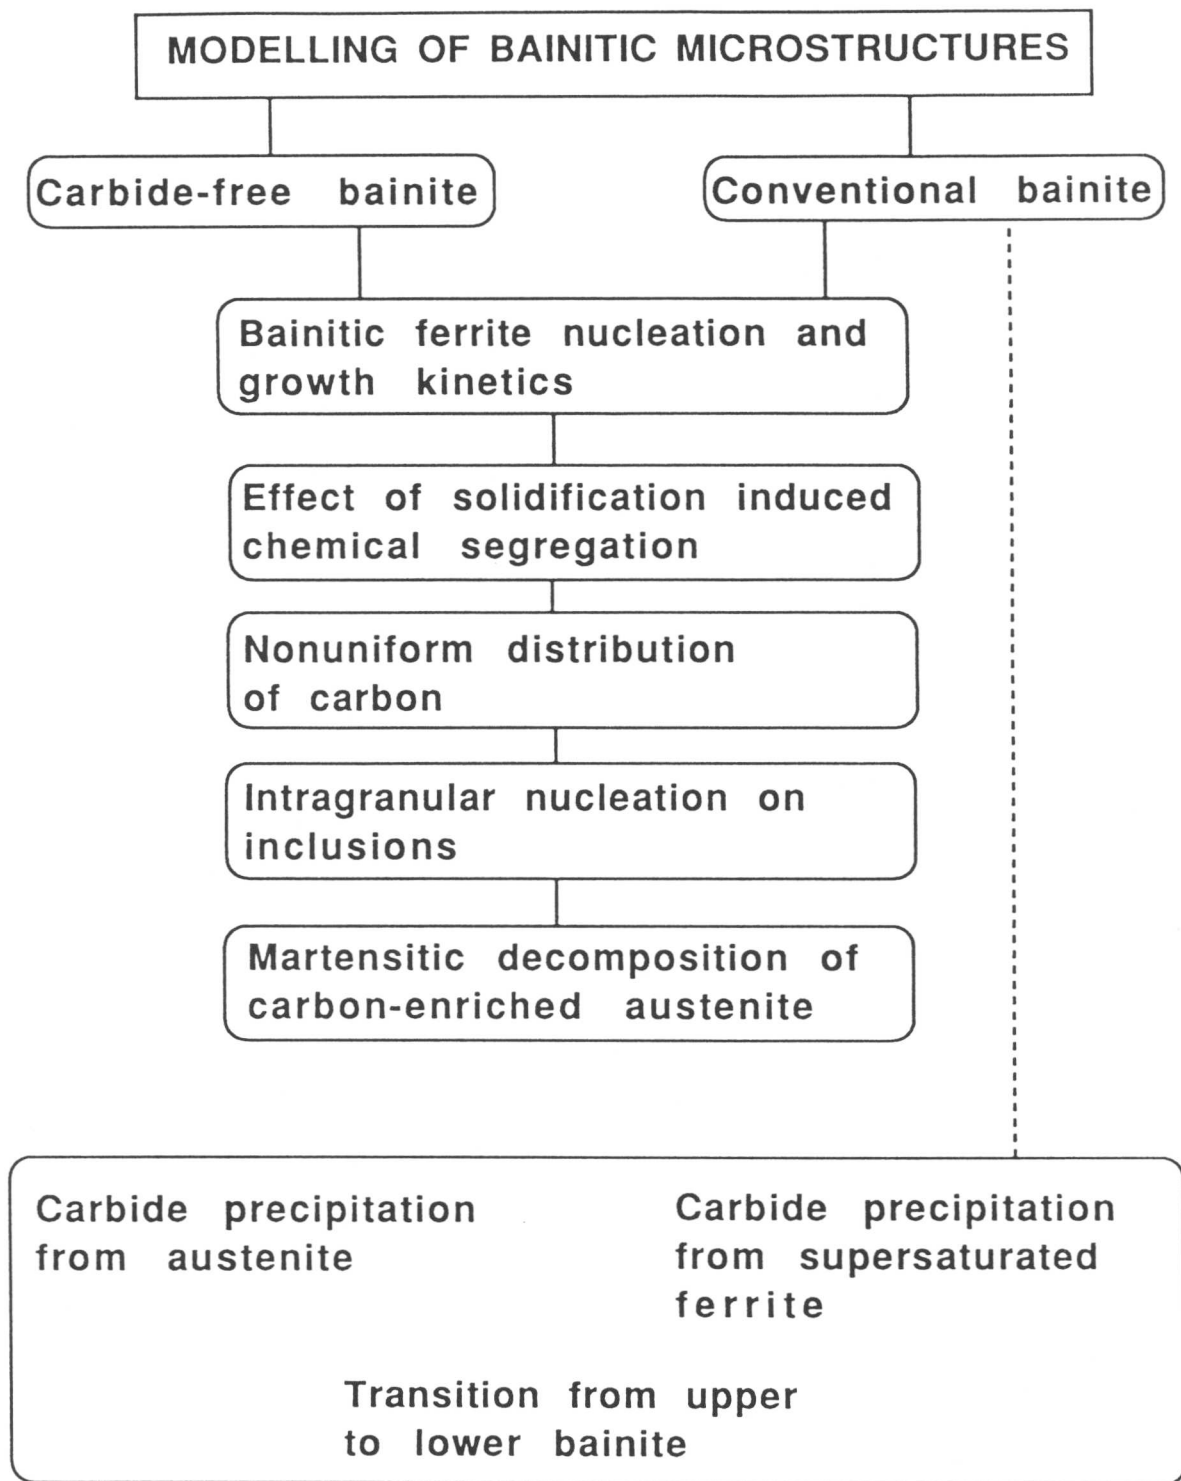 MODELLING OF BAINITIC MICROSTRUCTURES
Carbide-free bainite
Conventional bainite
Bainitic ferrite nucleation and
growth kinetics
Effect of solidification induced
chemical segregation
Nonuniform distribution
of carbon
Intragranular nucleation on
inclusions
Martensitic decomposition of
carbon-enriched austenite
Carbide precipitation
from austenite
Carbide precipitation
from supersaturated
ferrite
Transition from upper
to lower bainite